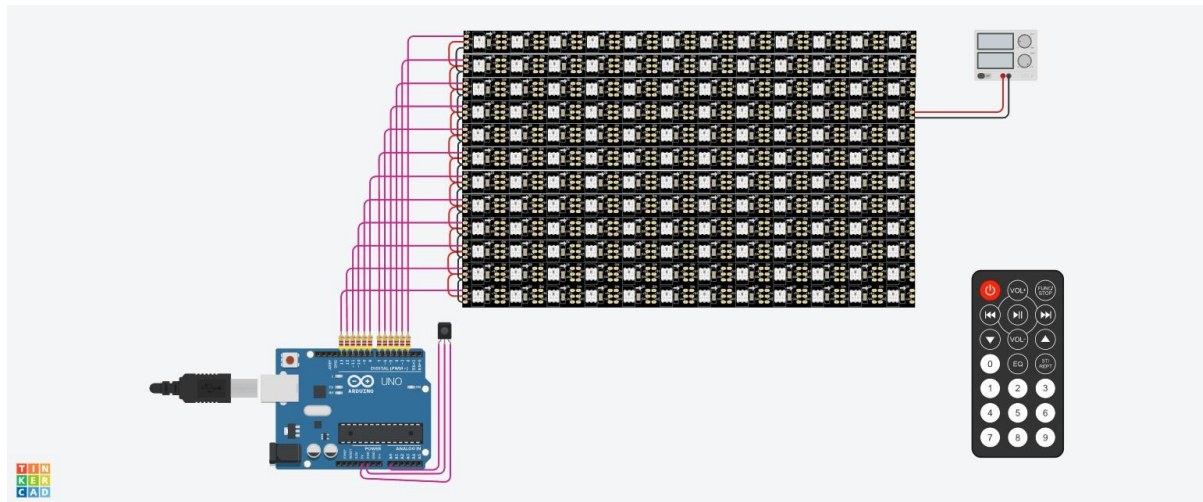 VOL+
FUNC/
STOP
VOL-
0
EQ
ST/
REPT
1
2
3
4
5
6
7
8
9
DIGITAL (PWM~)
UNO
ARDUINO
POWER
ANALOG IN
TIN
KER
CAD